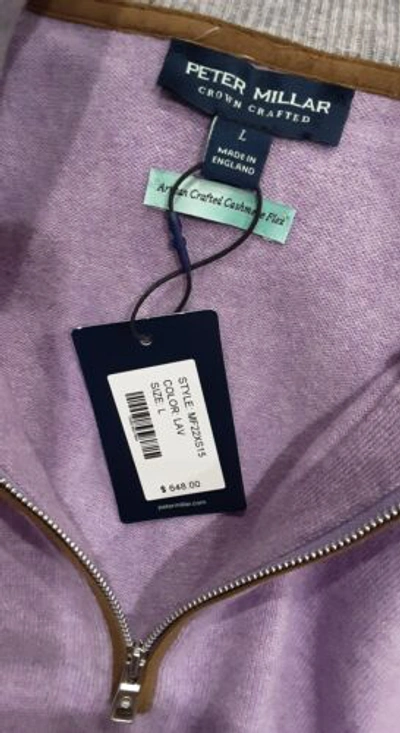 PETER MILLAR
CROWN CRAFTED
L
MADE IN
ENGLAND
Artisan Crafted Cashmere Flex
STYLE: MF22XS15
COLOR: LAV
SIZE: L
$ 648.00
petermillar.com